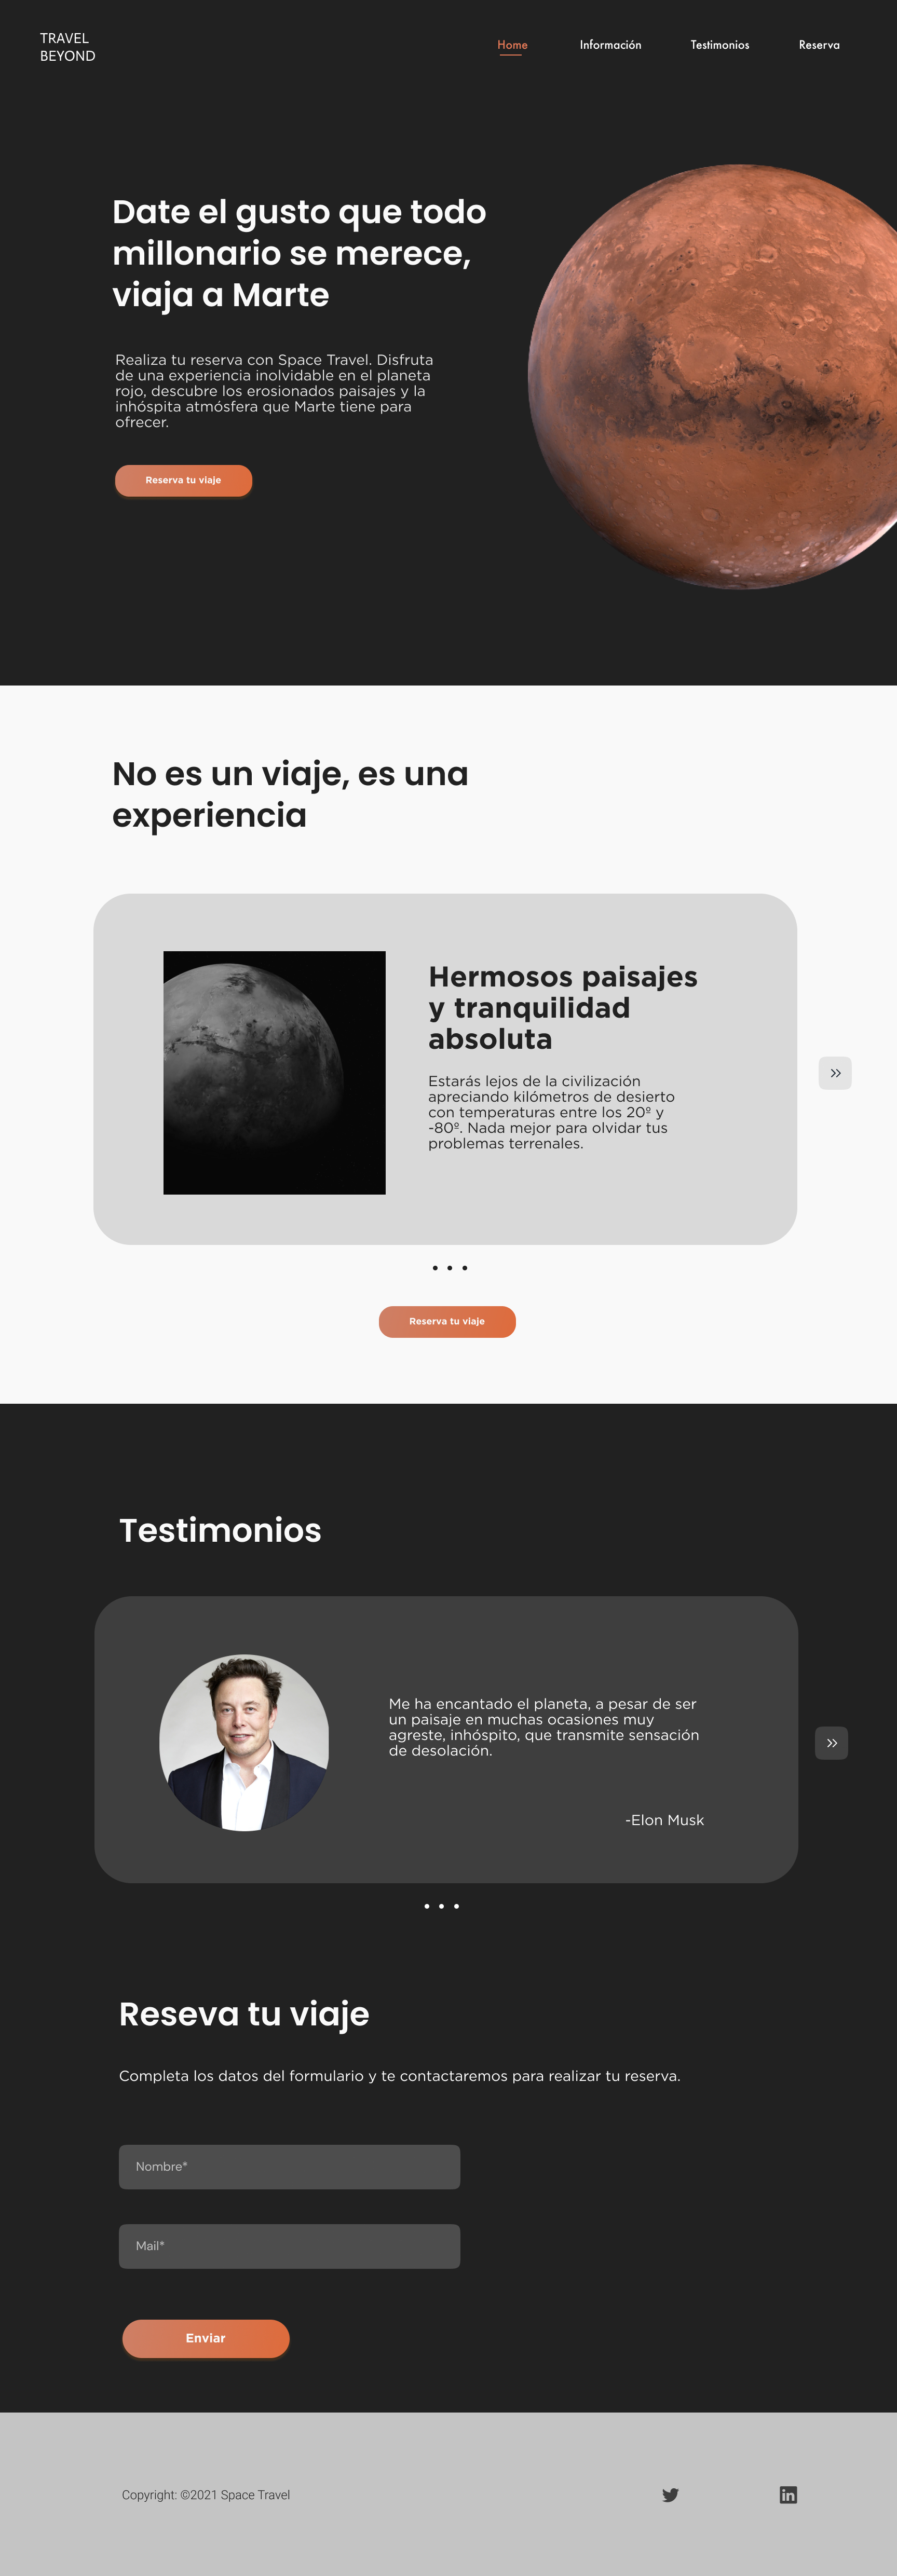 TRAVEL
BEYOND
Home
Información
Testimonios
Reserva
Date el gusto que todo
millonario se merece,
viaja a Marte
Realiza tu reserva con Space Travel. Disfruta
de una experiencia inolvidable en el planeta
rojo, descubre los erosionados paisajes y la
inhóspita atmósfera que Marte tiene para
ofrecer.
Reserva tu viaje
No es un viaje, es una
experiencia
Hermosos paisajes
y tranquilidad
absoluta
Estarás lejos de la civilización
apreciando kilómetros de desierto
con temperaturas entre los 20º y
-80º. Nada mejor para olvidar tus
problemas terrenales.
Reserva tu viaje
Testimonios
Me ha encantado el planeta, a pesar de ser
un paisaje en muchas ocasiones muy
agreste, inhóspito, que transmite sensación
de desolación.
-Elon Musk
Reseva tu viaje
Completa los datos del formulario y te contactaremos para realizar tu reserva.
Nombre*
Mail*
Enviar
Copyright: ©2021 Space Travel